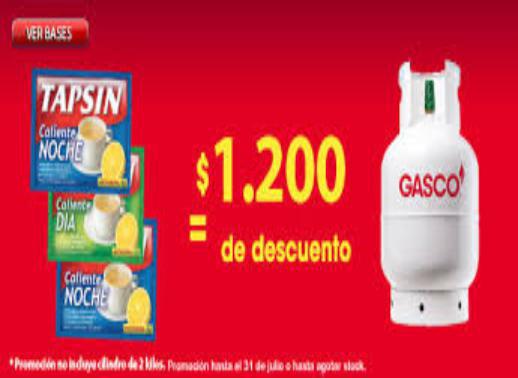 VER BASES
TAPSIN
Caliente
NOCHE
Caliente
DIA
Caliente
NOCHE
$1.200
=
de descuento
GASCO
*Promoción no incluye cilindro de 2 kilos. Promoción hasta el 31 de julio o hasta agotar stock.